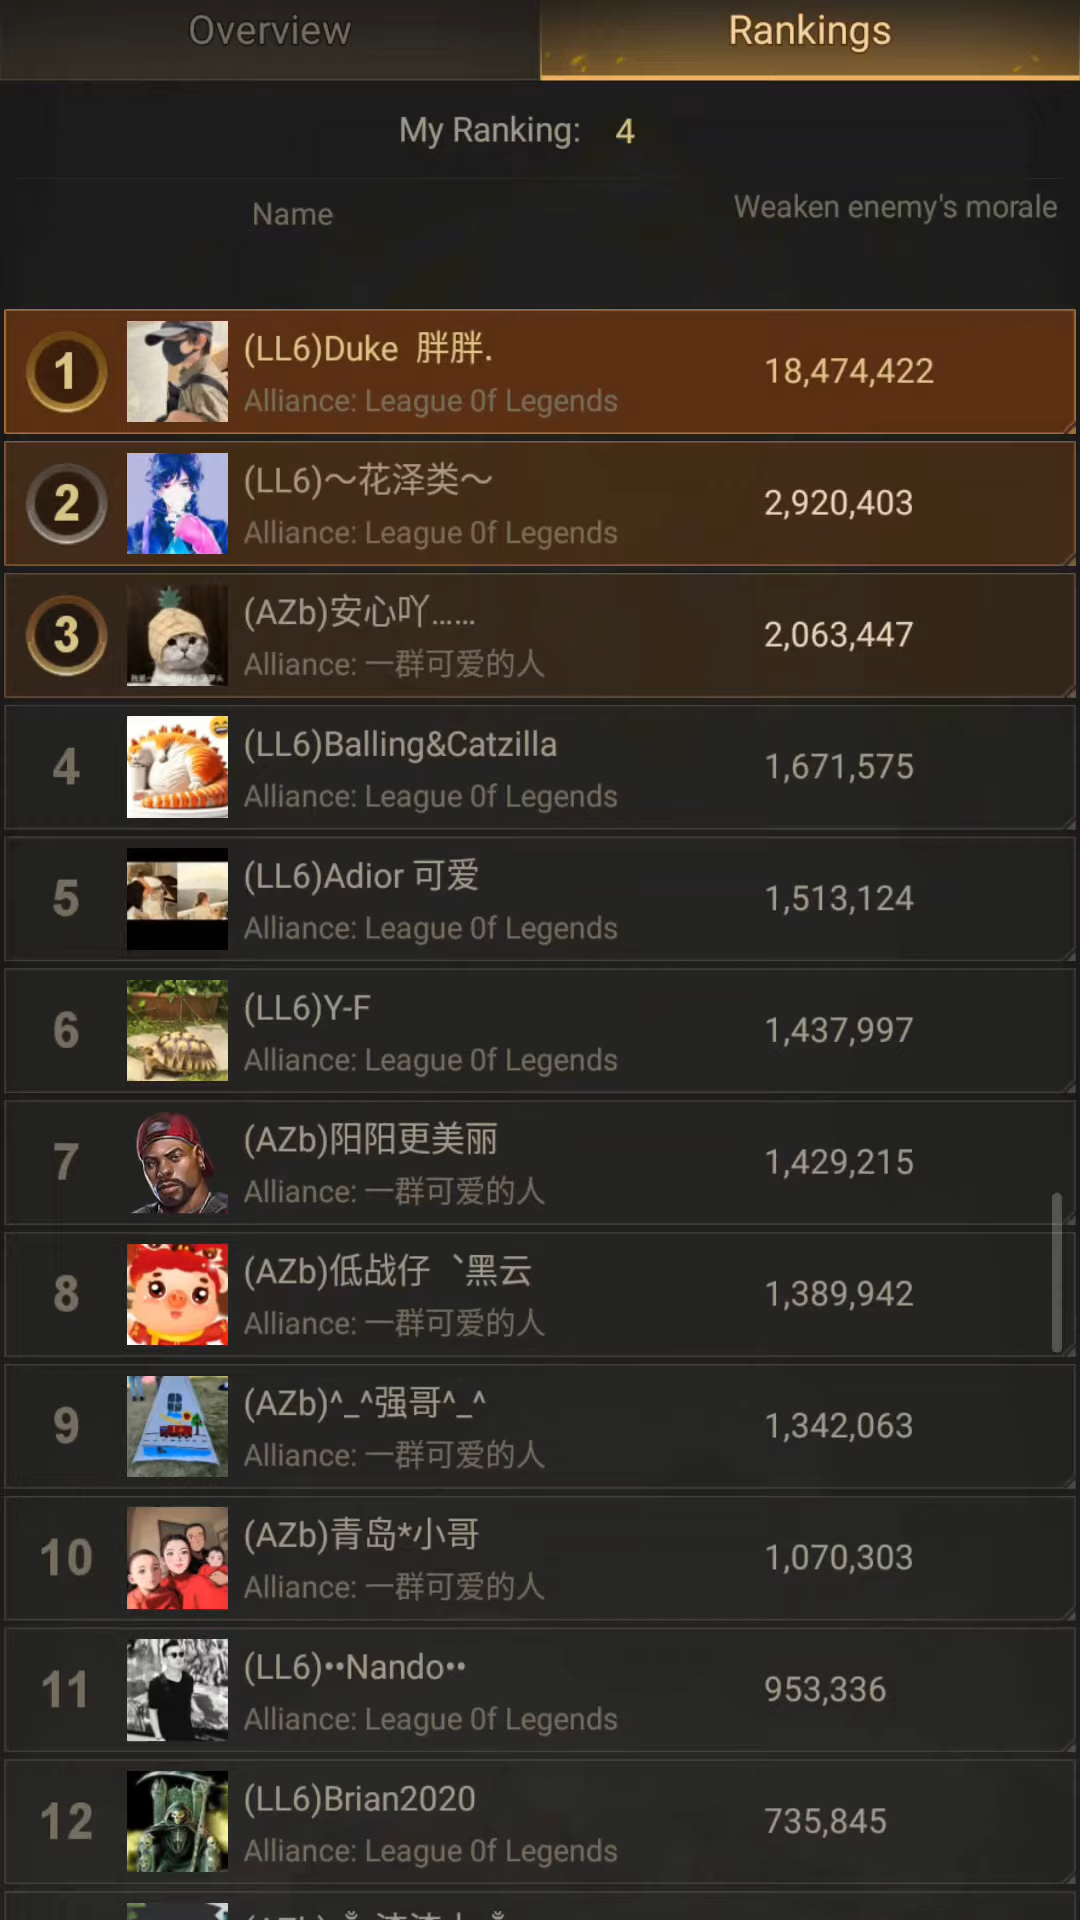 Overview
Rankings
My Ranking: 4
Name
Weaken enemy's morale
1
(LL6)Duke 胖胖.
18,474,422
Alliance: League 0f Legends
2
(LL6)～花泽类～
2,920,403
Alliance: League 0f Legends
3
(AZb)安心吖……
2,063,447
Alliance: 一群可爱的人
4
(LL6)Balling&Catzilla
1,671,575
Alliance: League 0f Legends
5
(LL6)Adior 可爱
1,513,124
Alliance: League 0f Legends
6
(LL6)Y-F
1,437,997
Alliance: League 0f Legends
7
(AZb)阳阳更美丽
1,429,215
Alliance: 一群可爱的人
8
(AZb)低战仔 `黑云
1,389,942
Alliance: 一群可爱的人
9
(AZb)^_^强哥^_^
1,342,063
Alliance: 一群可爱的人
10
(AZb)青岛*小哥
1,070,303
Alliance: 一群可爱的人
11
(LL6)••Nando••
953,336
Alliance: League 0f Legends
12
(LL6)Brian2020
735,845
Alliance: League 0f Legends